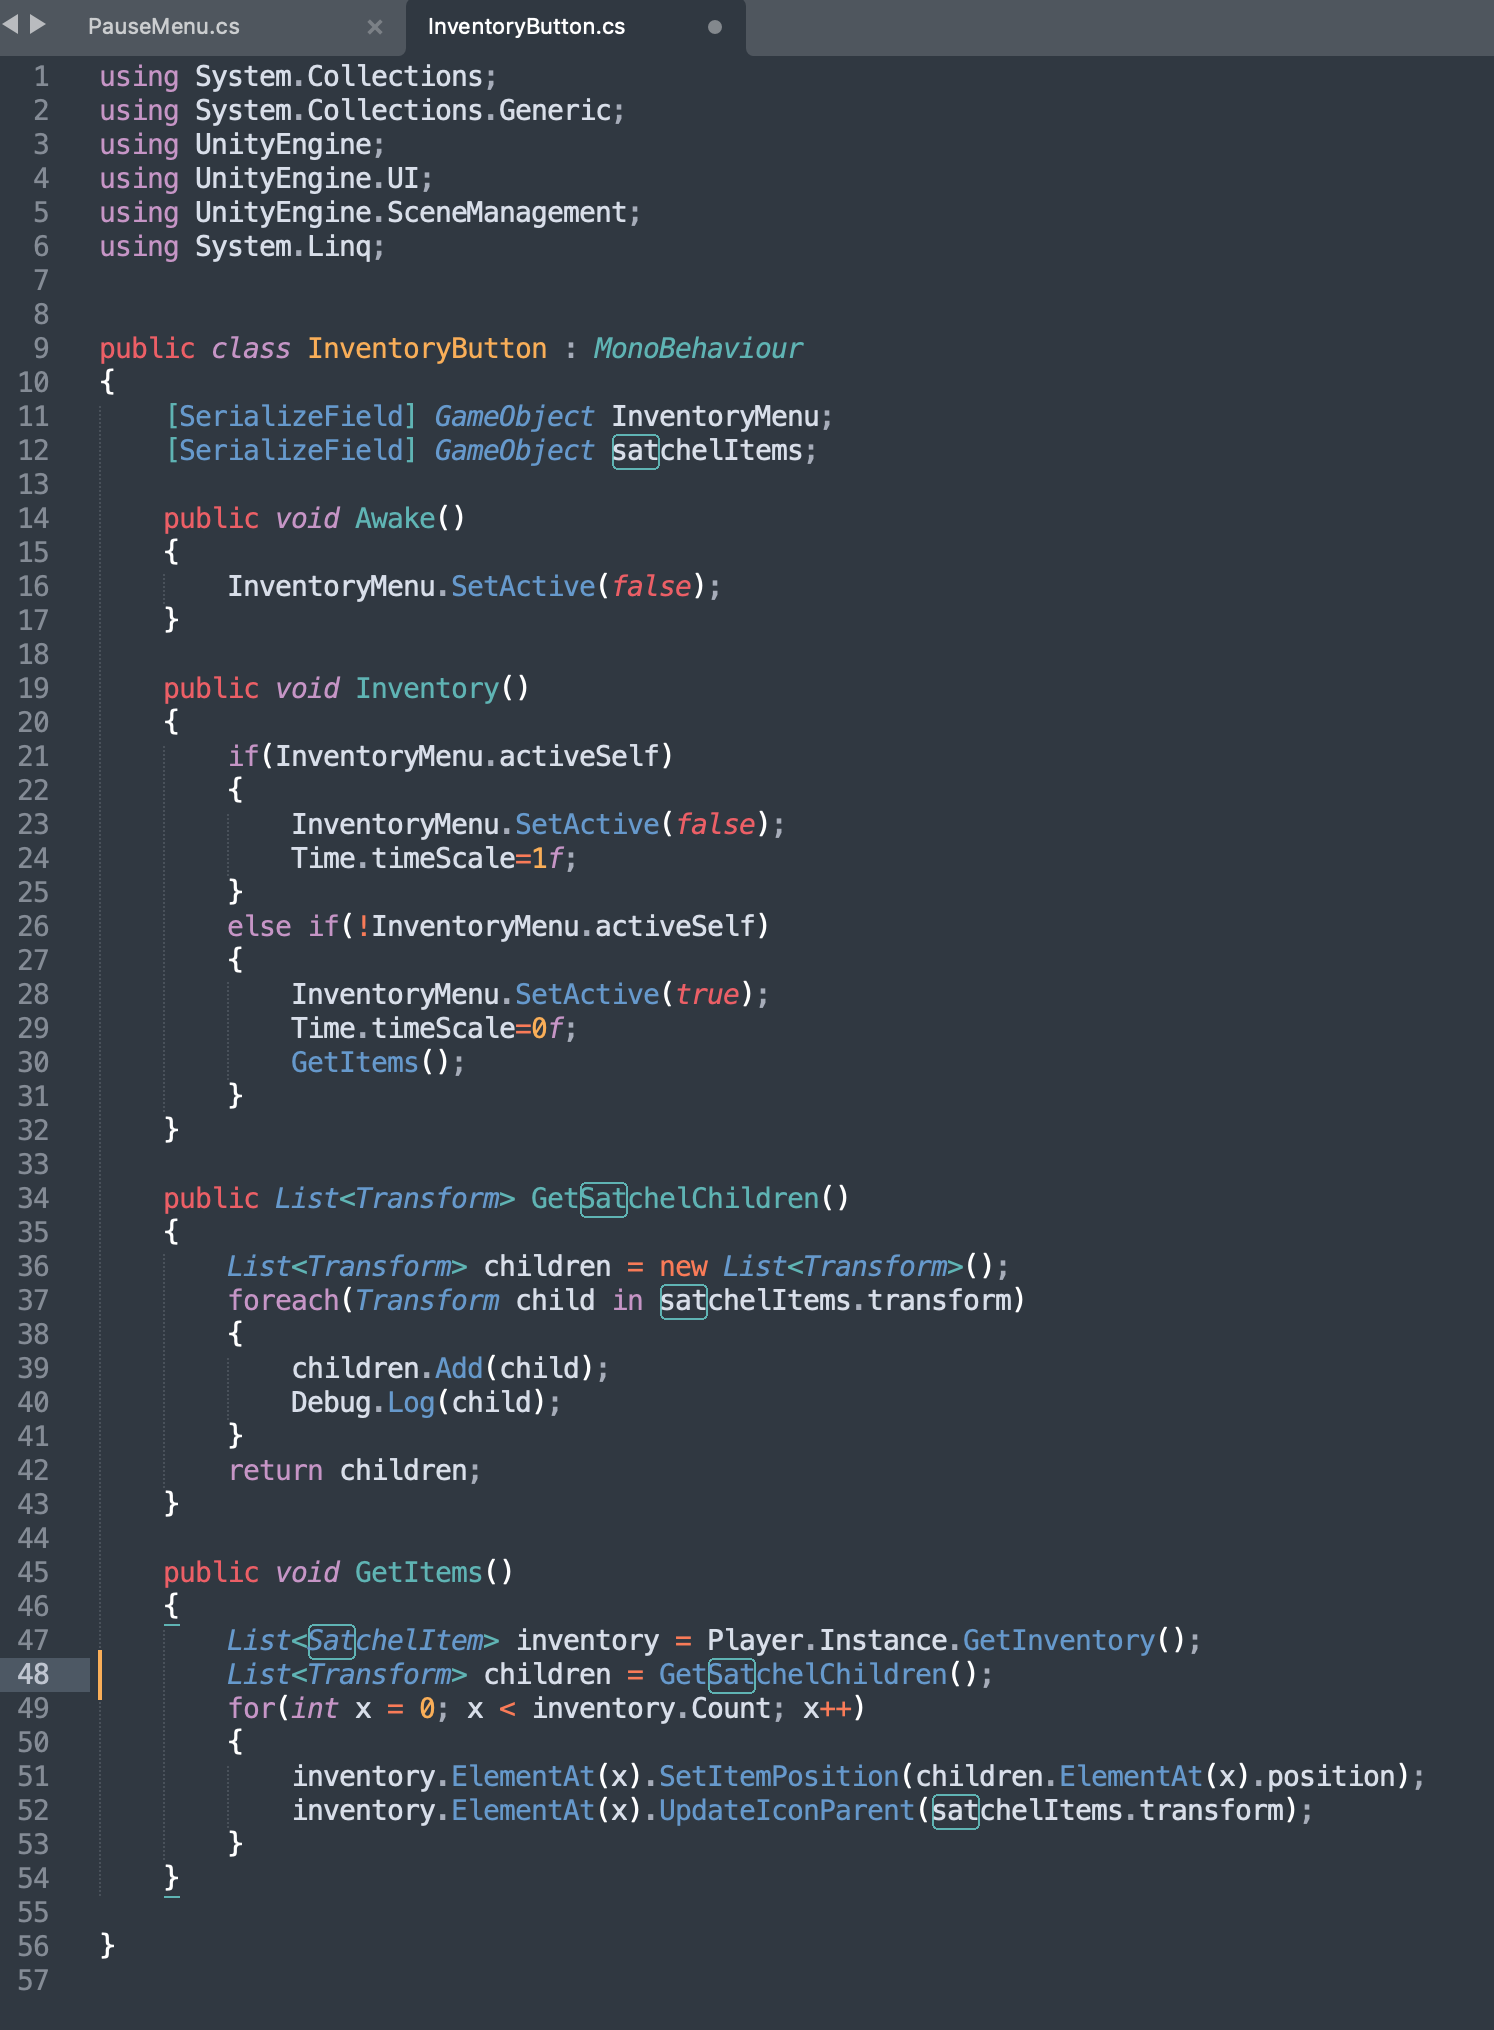 PauseMenu.cs × InventoryButton.cs
1 using System.Collections;
2 using System.Collections.Generic;
3 using UnityEngine;
4 using UnityEngine.UI;
5 using UnityEngine.SceneManagement;
6 using System.Linq;
7
8
9 public class InventoryButton : MonoBehaviour
10 {
11     [SerializeField] GameObject InventoryMenu;
12     [SerializeField] GameObject satchelItems;
13
14     public void Awake()
15     {
16         InventoryMenu.SetActive(false);
17     }
18
19     public void Inventory()
20     {
21         if(InventoryMenu.activeSelf)
22         {
23             InventoryMenu.SetActive(false);
24             Time.timeScale=1f;
25         }
26         else if(!InventoryMenu.activeSelf)
27         {
28             InventoryMenu.SetActive(true);
29             Time.timeScale=0f;
30             GetItems();
31         }
32     }
33
34     public List<Transform> GetSatchelChildren()
35     {
36         List<Transform> children = new List<Transform>();
37         foreach(Transform child in satchelItems.transform)
38         {
39             children.Add(child);
40             Debug.Log(child);
41         }
42         return children;
43     }
44
45     public void GetItems()
46     {
47         List<SatchelItem> inventory = Player.Instance.GetInventory();
48         List<Transform> children = GetSatchelChildren();
49         for(int x = 0; x < inventory.Count; x++)
50         {
51             inventory.ElementAt(x).SetItemPosition(children.ElementAt(x).position);
52             inventory.ElementAt(x).UpdateIconParent(satchelItems.transform);
53         }
54     }
55
56 }
57